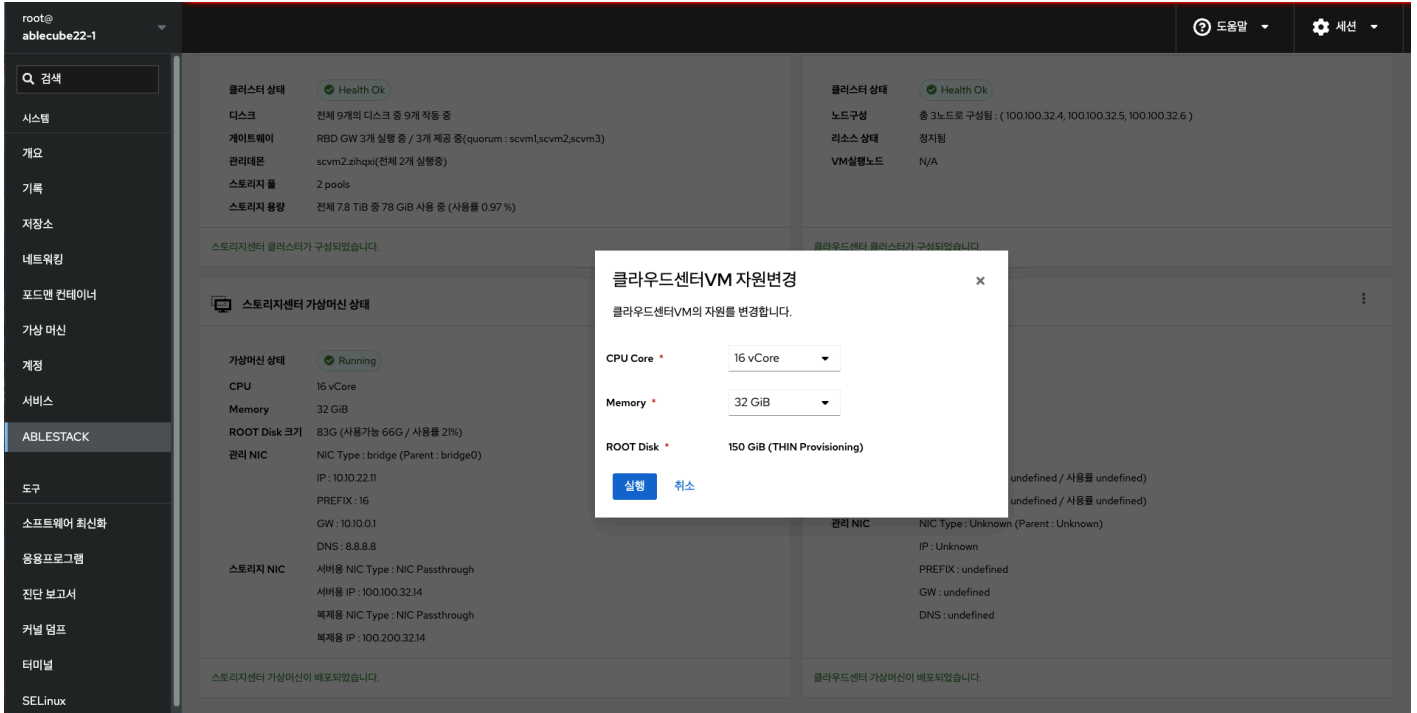 root@
ablecube22-1
도움말
세션
검색
시스템
개요
기록
저장소
네트워킹
포드맨 컨테이너
가상 머신
계정
서비스
ABLESTACK
도구
소프트웨어 최신화
응용프로그램
진단 보고서
커널 덤프
터미널
SELinux
클러스터 상태 Health Ok
디스크 전체 9개의 디스크 중 9개 작동 중
게이트웨이 RBD GW 3개 실행 중 / 3개 제공 중(quorum : scvm1,scvm2,scvm3)
관리데몬 scvm2.zihqxi(전체 2개 실행중)
스토리지 풀 2 pools
스토리지 용량 전체 7.8 TiB 중 78 GiB 사용 중 (사용률 0.97 %)
스토리지센터 클러스터가 구성되었습니다.
클러스터 상태 Health Ok
노드구성 총 3노드로 구성됨 : ( 100.100.32.4, 100.100.32.5, 100.100.32.6 )
리소스 상태 정지됨
VM실행노드 N/A
클라우드센터 클러스터가 구성되었습니다.
스토리지센터 가상머신 상태
가상머신 상태 Running
CPU 16 vCore
Memory 32 GiB
ROOT Disk 크기 83G (사용가능 66G / 사용률 21%)
관리 NIC NIC Type : bridge (Parent : bridge0)
IP : 10.10.22.11
PREFIX : 16
GW : 10.10.0.1
DNS : 8.8.8.8
스토리지 NIC 서버용 NIC Type : NIC Passthrough
서버용 IP : 100.100.32.14
복제용 NIC Type : NIC Passthrough
복제용 IP : 100.200.32.14
스토리지센터 가상머신이 배포되었습니다.
클라우드센터VM 자원변경
클라우드센터VM의 자원를 변경합니다.
CPU Core * 16 vCore
Memory * 32 GiB
ROOT Disk * 150 GiB (THIN Provisioning)
실행 취소
undefined / 사용률 undefined)
undefined / 사용률 undefined)
관리 NIC NIC Type : Unknown (Parent : Unknown)
IP : Unknown
PREFIX : undefined
GW : undefined
DNS : undefined
클라우드센터 가상머신이 배포되었습니다.